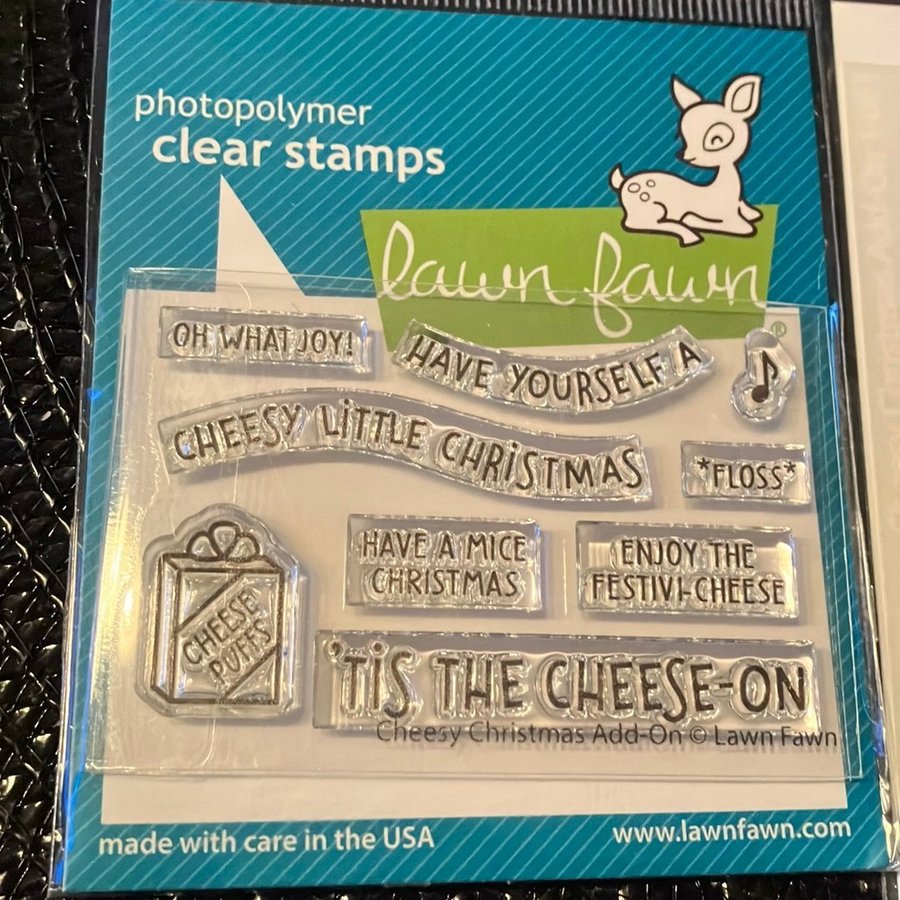 photopolymer
clear stamps
lawn fawn
®
OH WHAT JOY!
HAVE YOURSELF A
CHEESY LiTTLE CHRiSTMAS
*FLOSS*
HAVE A MICE
CHRISTMAS
ENJOY THE
FESTIVI-CHEESE
CHEESE
PUFFS
'TiS THE CHEESE-ON
Cheesy Christmas Add-On © Lawn Fawn
made with care in the USA
www.lawnfawn.com